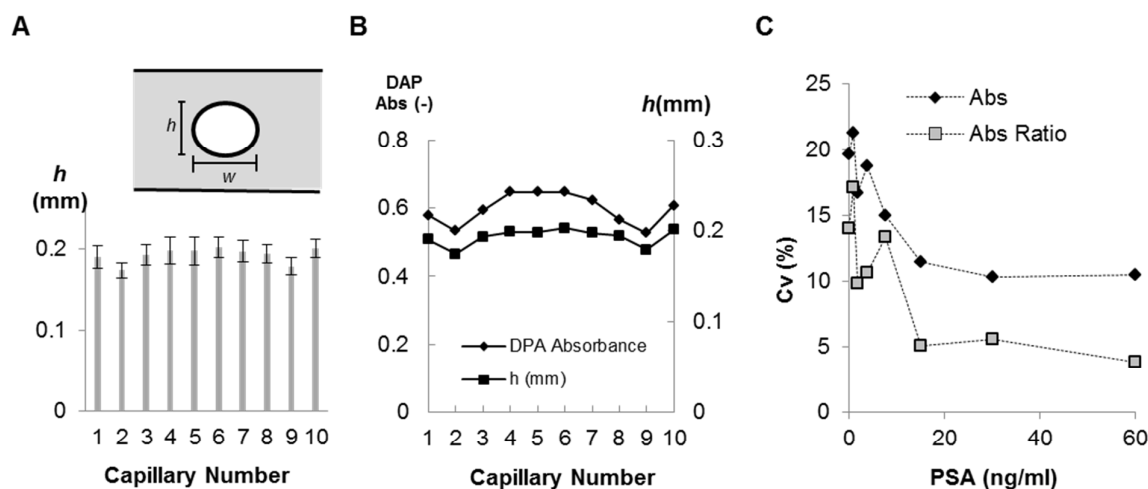 A
h
w
h
(mm)
0.2
0.1
0
1 2 3 4 5 6 7 8 9 10
Capillary Number
B
DAP
Abs (-)
h(mm)
0.8
0.6
0.4
0.2
0
0.3
0.2
0.1
0
DPA Absorbance
h (mm)
1 2 3 4 5 6 7 8 9 10
Capillary Number
C
Abs
Abs Ratio
Cv (%)
25
20
15
10
5
0
0 20 40 60
PSA (ng/ml)